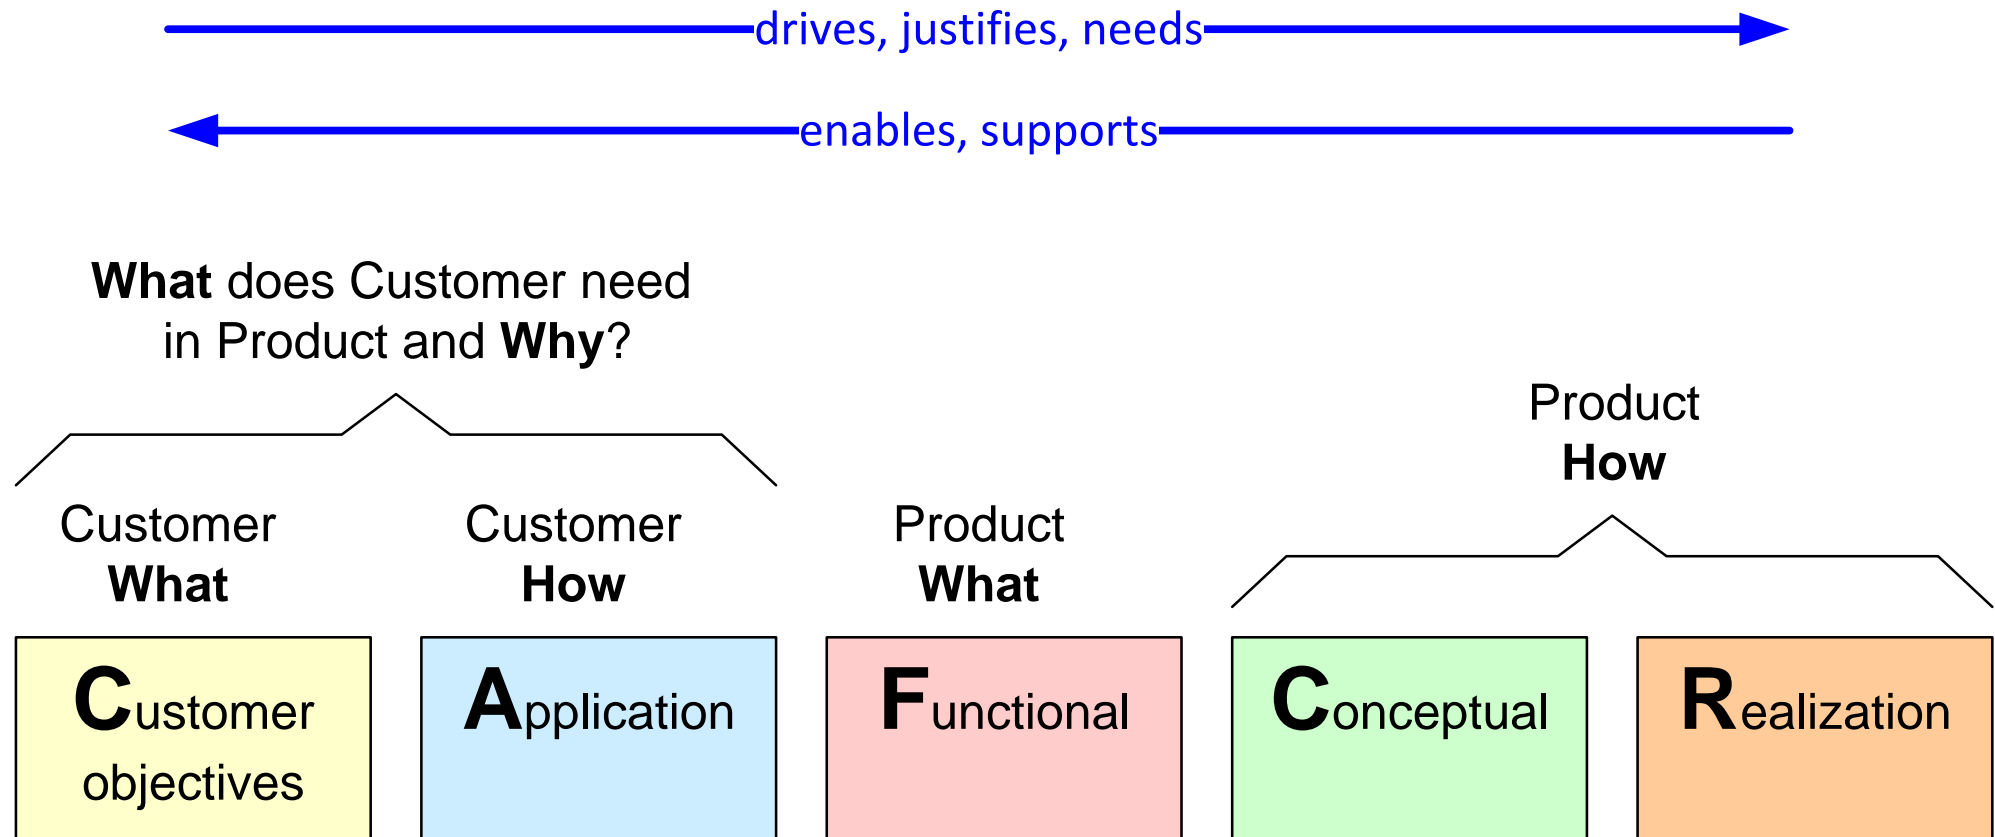 drives, justifies, needs
enables, supports
What does Customer need
in Product and Why?
Product
How
Customer
What
Customer
How
Product
What
Customer
objectives
Application
Functional
Conceptual
Realization